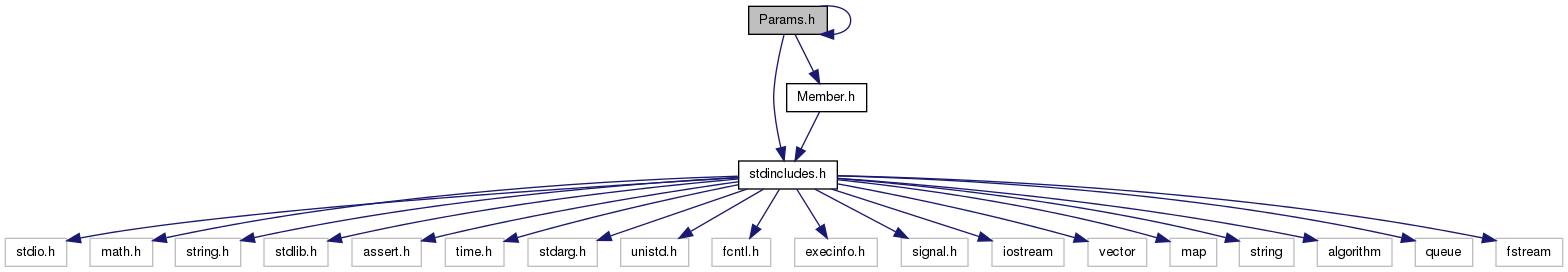 Params.h
Member.h
stdincludes.h
stdio.h
math.h
string.h
stdlib.h
assert.h
time.h
stdarg.h
unistd.h
fcntl.h
execinfo.h
signal.h
iostream
vector
map
string
algorithm
queue
fstream